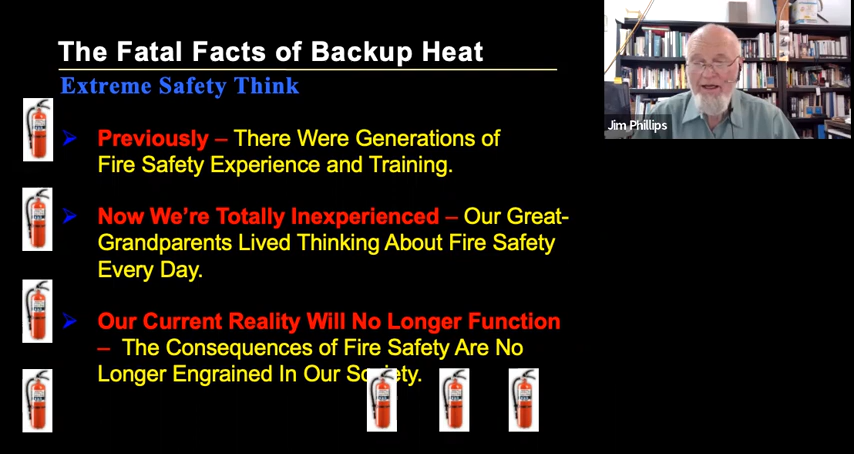 The Fatal Facts of Backup Heat
Extreme Safety Think
Previously – There Were Generations of
Fire Safety Experience and Training.
Now We're Totally Inexperienced – Our Great-
Grandparents Lived Thinking About Fire Safety
Every Day.
Our Current Reality Will No Longer Function
– The Consequences of Fire Safety Are No
Longer Engrained In Our Society.
Jim Phillips